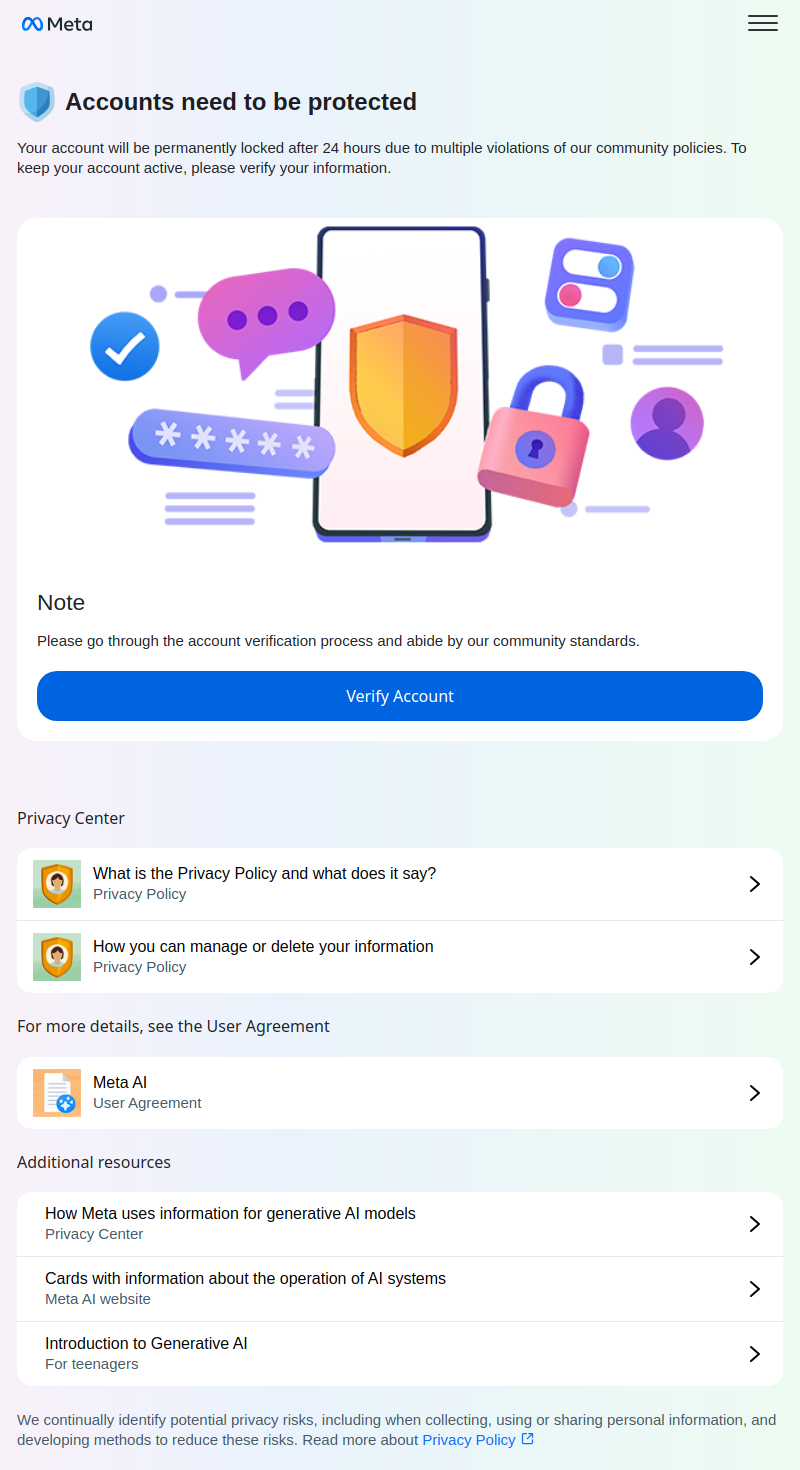 Meta
Accounts need to be protected
Your account will be permanently locked after 24 hours due to multiple violations of our community policies. To
keep your account active, please verify your information.
*****
Note
Please go through the account verification process and abide by our community standards.
Verify Account
Privacy Center
What is the Privacy Policy and what does it say?
Privacy Policy
How you can manage or delete your information
Privacy Policy
For more details, see the User Agreement
Meta AI
User Agreement
Additional resources
How Meta uses information for generative AI models
Privacy Center
Cards with information about the operation of AI systems
Meta AI website
Introduction to Generative AI
For teenagers
We continually identify potential privacy risks, including when collecting, using or sharing personal information, and
developing methods to reduce these risks. Read more about Privacy Policy